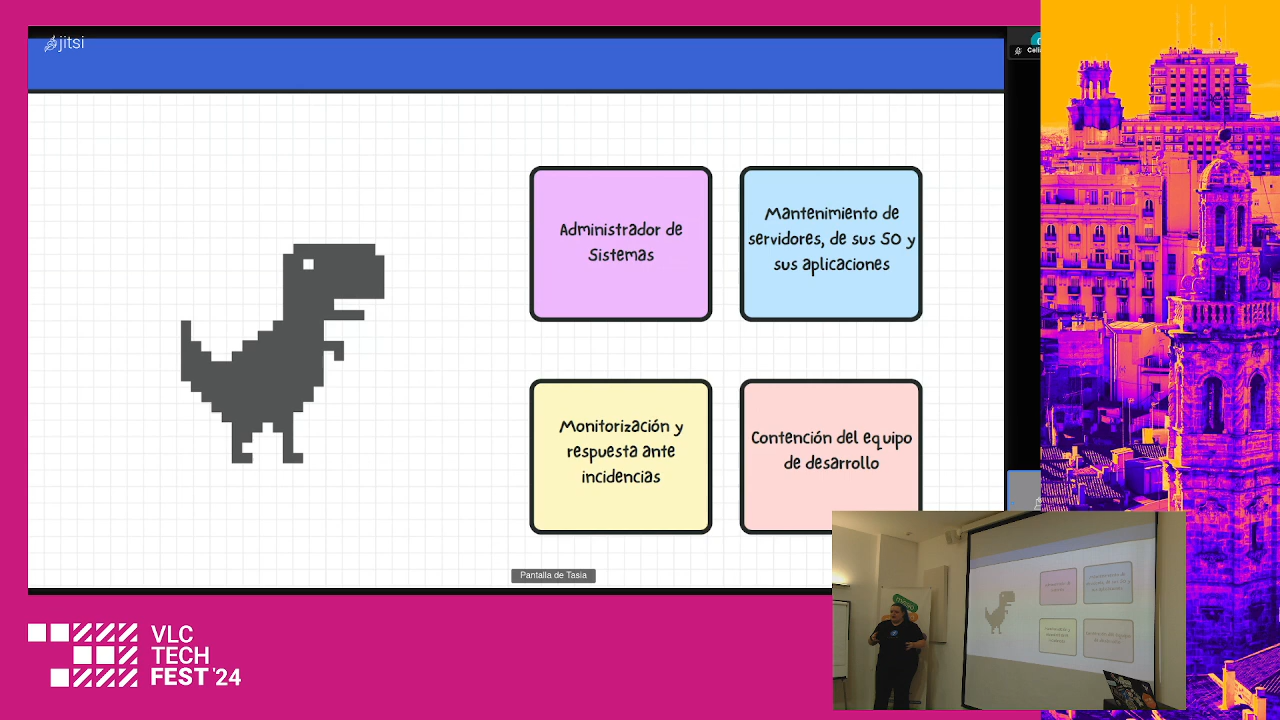 jitsi
Administrador de
Sistemas
Mantenimiento de
servidores, de sus SO y
sus aplicaciones
Monitorización y
respuesta ante
incidencias
Contención del equipo
de desarrollo
Pantalla de Tasia
VLC
TECH
FEST '24